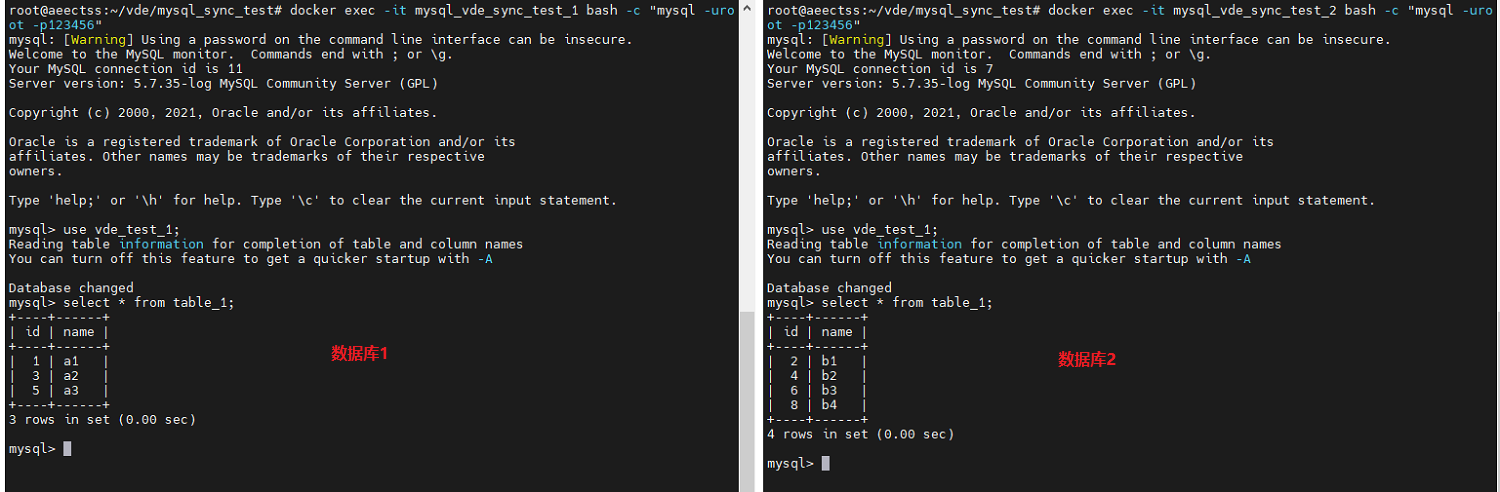 root@aeectss:~/vde/mysql_sync_test# docker exec -it mysql_vde_sync_test_1 bash -c "mysql -uro
ot -p123456"
mysql: [Warning] Using a password on the command line interface can be insecure.
Welcome to the MySQL monitor.  Commands end with ; or \g.
Your MySQL connection id is 11
Server version: 5.7.35-log MySQL Community Server (GPL)
Copyright (c) 2000, 2021, Oracle and/or its affiliates.
Oracle is a registered trademark of Oracle Corporation and/or its
affiliates. Other names may be trademarks of their respective
owners.
Type 'help;' or '\h' for help. Type '\c' to clear the current input statement.
mysql> use vde_test_1;
Reading table information for completion of table and column names
You can turn off this feature to get a quicker startup with -A
Database changed
mysql> select * from table_1;
+----+------+
| id | name |
+----+------+
|  1 | a1   |
|  3 | a2   |
|  5 | a3   |
+----+------+
3 rows in set (0.00 sec)
mysql>
数据库1
root@aeectss:~/vde/mysql_sync_test# docker exec -it mysql_vde_sync_test_2 bash -c "mysql -uro
ot -p123456"
mysql: [Warning] Using a password on the command line interface can be insecure.
Welcome to the MySQL monitor.  Commands end with ; or \g.
Your MySQL connection id is 7
Server version: 5.7.35-log MySQL Community Server (GPL)
Copyright (c) 2000, 2021, Oracle and/or its affiliates.
Oracle is a registered trademark of Oracle Corporation and/or its
affiliates. Other names may be trademarks of their respective
owners.
Type 'help;' or '\h' for help. Type '\c' to clear the current input statement.
mysql> use vde_test_1;
Reading table information for completion of table and column names
You can turn off this feature to get a quicker startup with -A
Database changed
mysql> select * from table_1;
+----+------+
| id | name |
+----+------+
|  2 | b1   |
|  4 | b2   |
|  6 | b3   |
|  8 | b4   |
+----+------+
4 rows in set (0.00 sec)
mysql>
数据库2